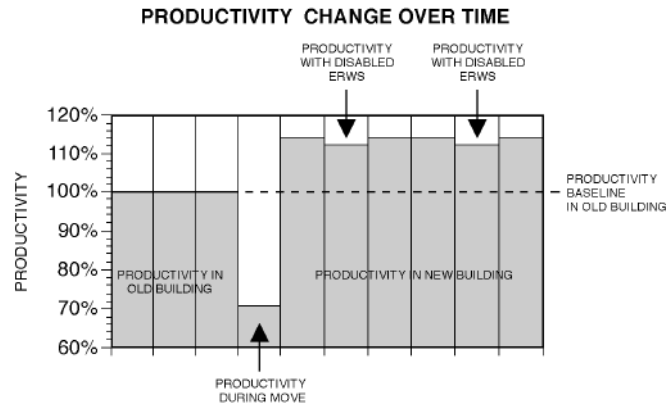 PRODUCTIVITY CHANGE OVER TIME
PRODUCTIVITY
WITH DISABLED
ERWS
PRODUCTIVITY
WITH DISABLED
ERWS
120%
110%
100%
90%
80%
70%
60%
PRODUCTIVITY
PRODUCTIVITY IN
OLD BUILDING
PRODUCTIVITY IN NEW BUILDING
PRODUCTIVITY
BASELINE
IN OLD BUILDING
PRODUCTIVITY
DURING MOVE